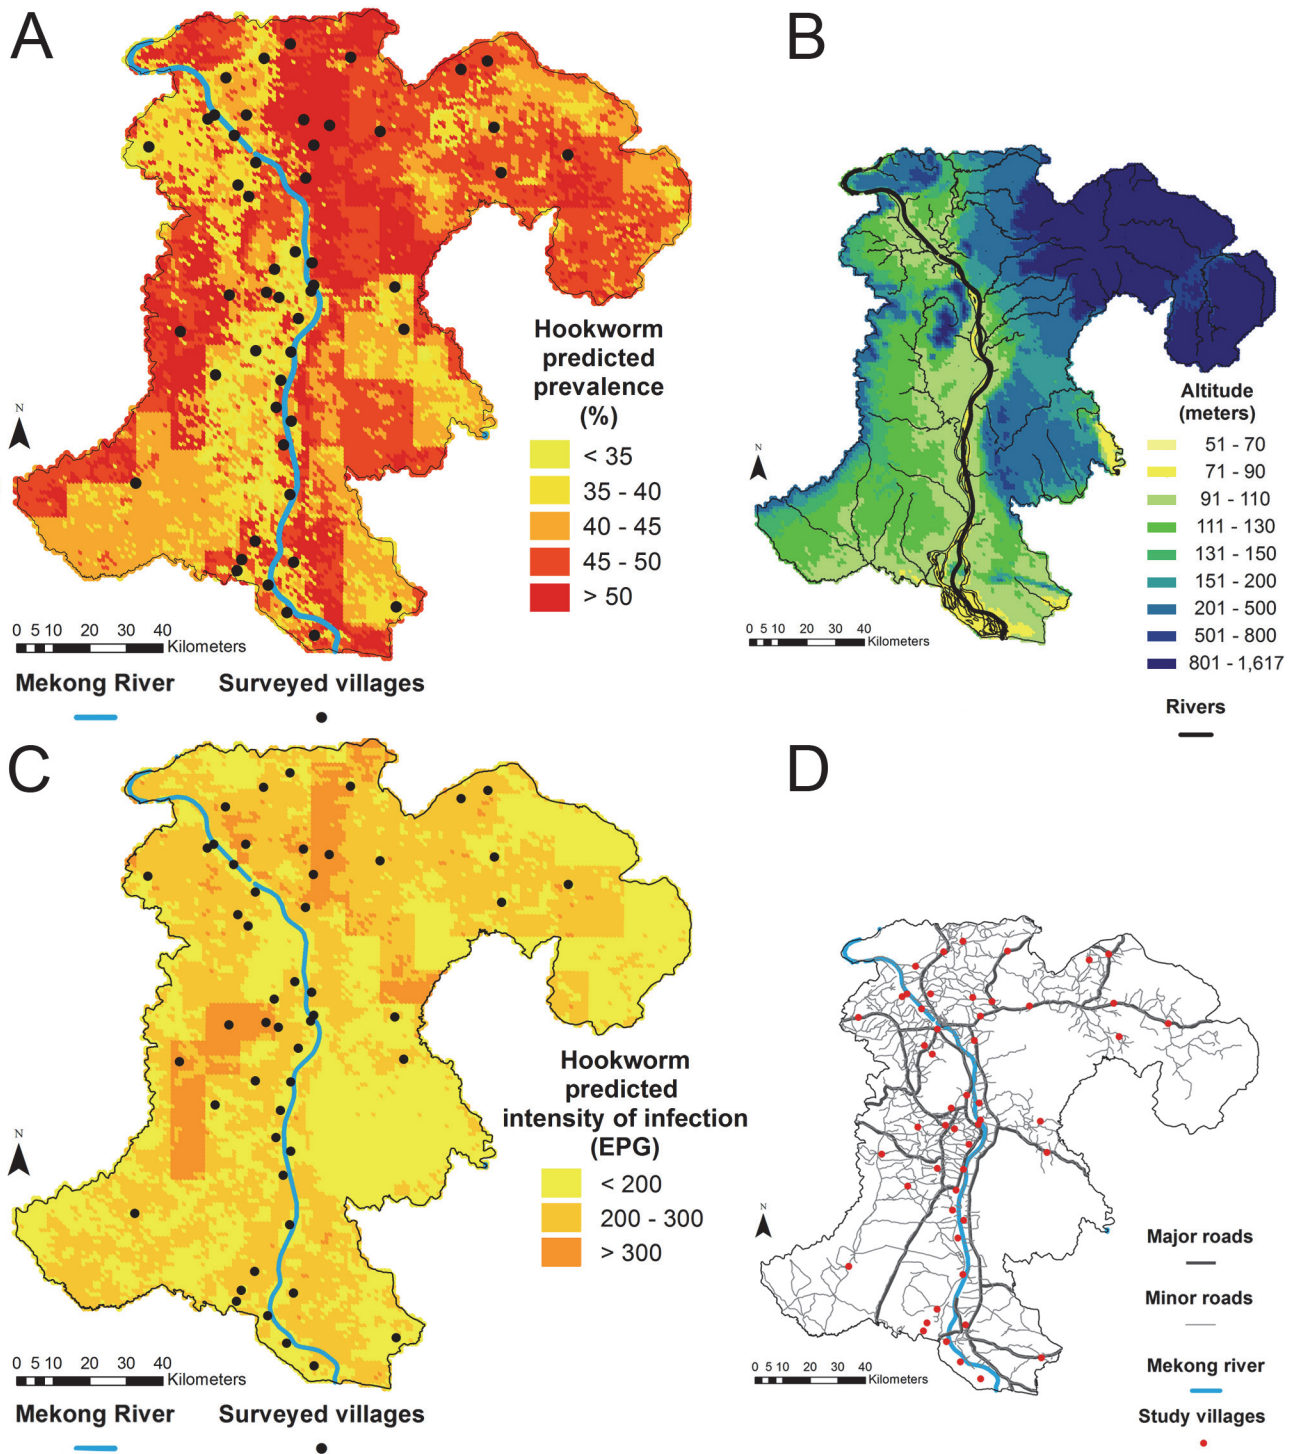 A
N
Hookworm
predicted
prevalence
(%)
< 35
35 - 40
40 - 45
45 - 50
> 50
0 5 10 20 30 40
Kilometers
Mekong River
Surveyed villages
B
N
Altitude
(meters)
51 - 70
71 - 90
91 - 110
111 - 130
131 - 150
151 - 200
201 - 500
501 - 800
801 - 1,617
Rivers
0 5 10 20 30 40
Kilometers
C
N
Hookworm
predicted
intensity of infection
(EPG)
< 200
200 - 300
> 300
0 5 10 20 30 40
Kilometers
Mekong River
Surveyed villages
D
N
Major roads
Minor roads
Mekong river
Study villages
0 5 10 20 30 40
Kilometers